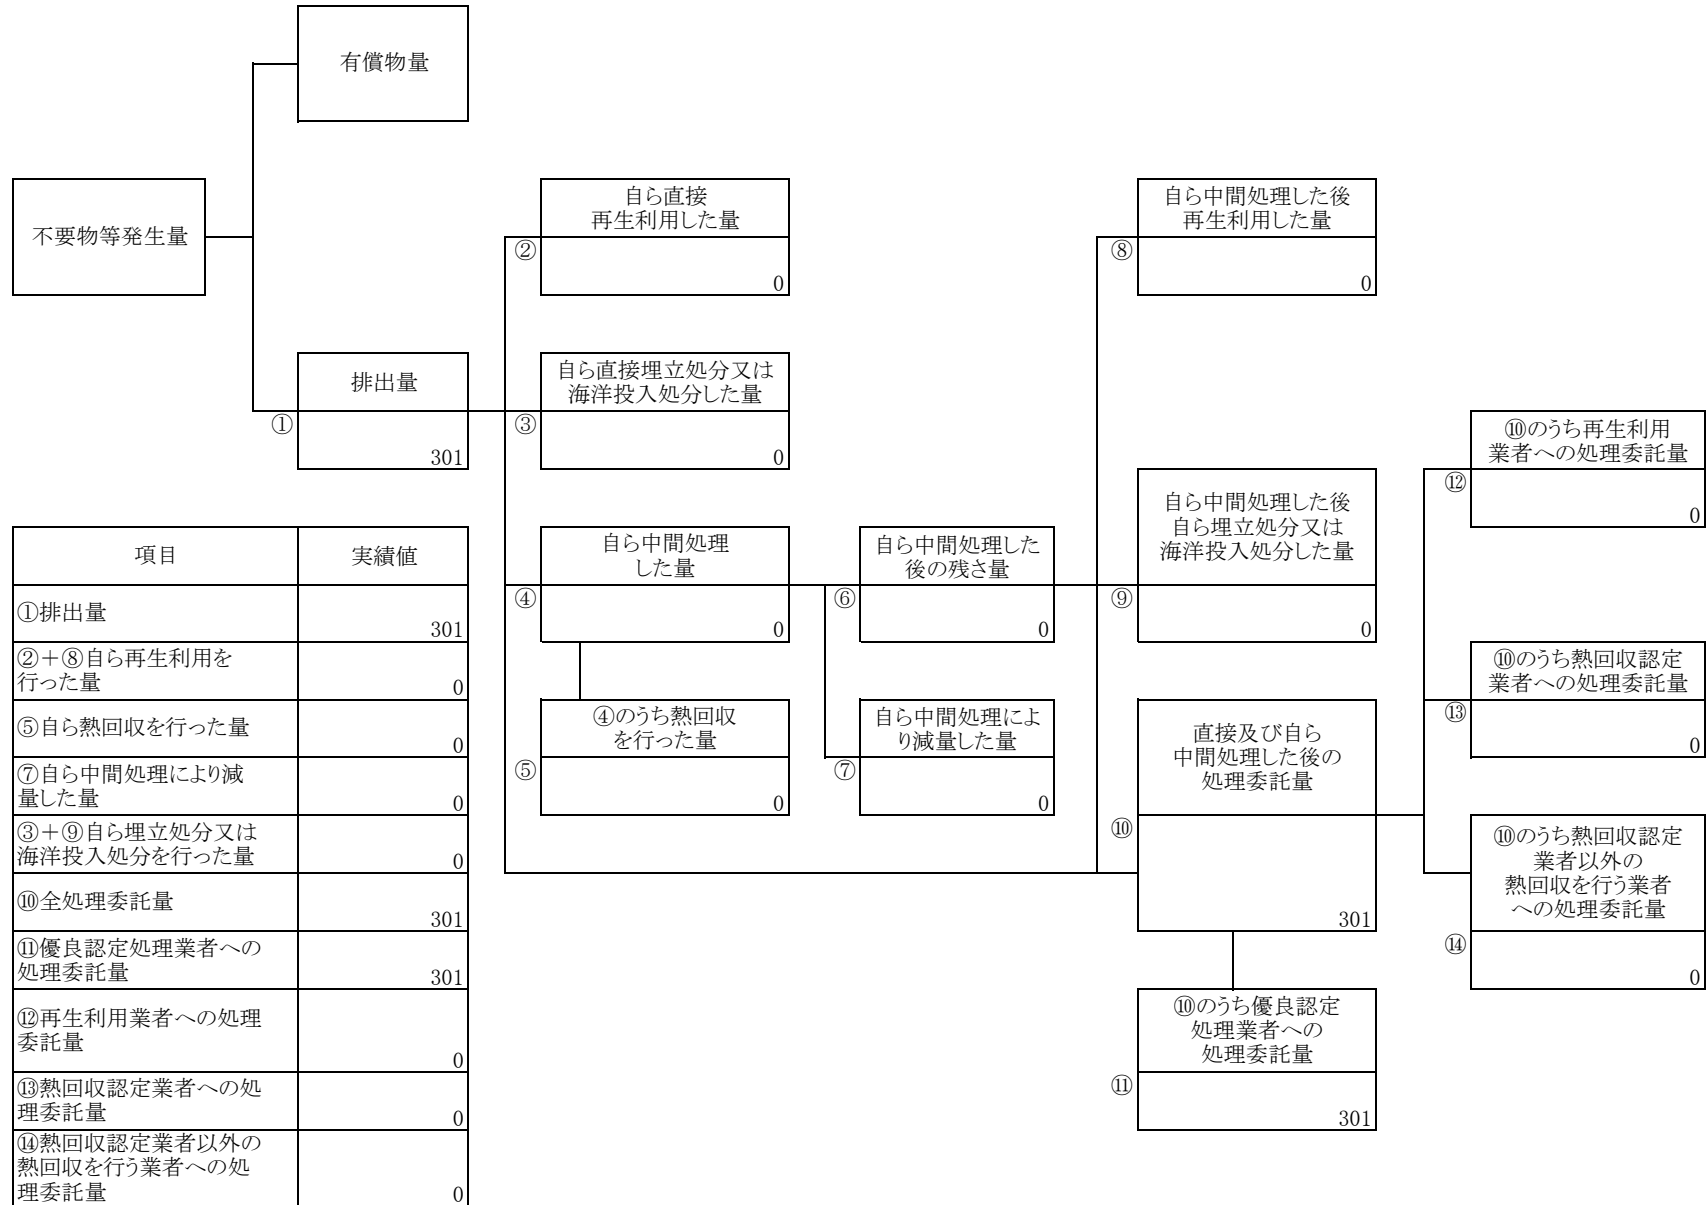 有償物量
不要物等発生量
自ら直接
再生利用した量
②
0
自ら中間処理した後
再生利用した量
⑧
0
排出量
①
301
自ら直接埋立処分又は
海洋投入処分した量
③
0
⑩のうち再生利用
業者への処理委託量
⑫
0
自ら中間処理
した量
④
0
自ら中間処理した
後の残さ量
⑥
0
自ら中間処理した後
自ら埋立処分又は
海洋投入処分した量
⑨
0
⑩のうち熱回収認定
業者への処理委託量
⑬
0
④のうち熱回収
を行った量
⑤
0
自ら中間処理によ
り減量した量
⑦
0
直接及び自ら
中間処理した後の
処理委託量
⑩
301
⑩のうち熱回収認定
業者以外の
熱回収を行う業者
への処理委託量
⑭
0
⑩のうち優良認定
処理業者への
処理委託量
⑪
301
項目 実績値
①排出量
301
②＋⑧自ら再生利用を
行った量
0
⑤自ら熱回収を行った量
0
⑦自ら中間処理により減
量した量
0
③＋⑨自ら埋立処分又は
海洋投入処分を行った量
0
⑩全処理委託量
301
⑪優良認定処理業者への
処理委託量
301
⑫再生利用業者への処理
委託量
0
⑬熱回収認定業者への処
理委託量
0
⑭熱回収認定業者以外の
熱回収を行う業者への処
理委託量
0